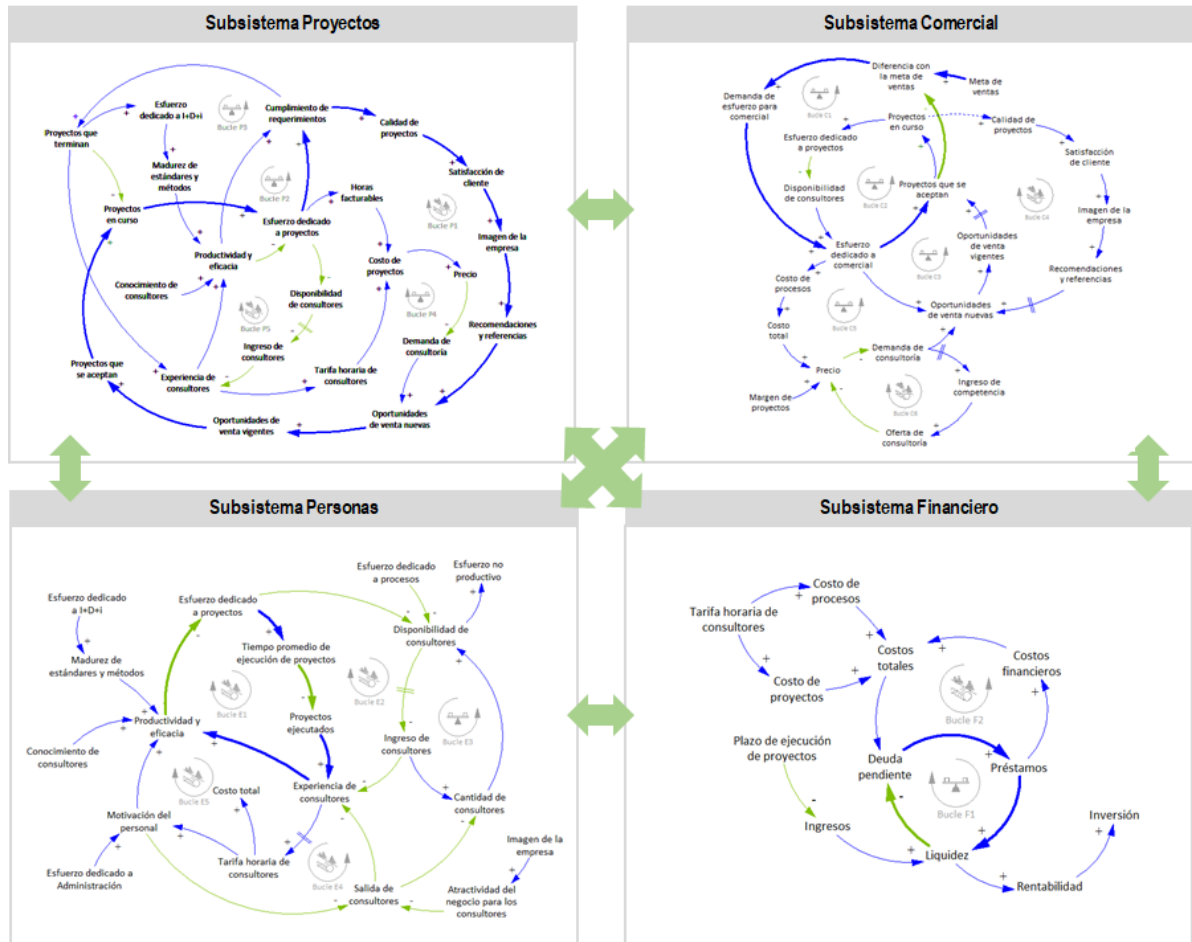 Subsistema Proyectos
Esfuerzo
dedicado a I+D+i
Bucle P3
Cumplimiento de
requerimientos
Calidad de
proyectos
Proyectos que
terminan
Madurez de
estándares y
métodos
Bucle P2
Horas
facturables
Satisfacción de
cliente
Bucle P1
Proyectos
en curso
Esfuerzo dedicado
a proyectos
Imagen de la
empresa
Productividad y
eficacia
Costo de
proyectos
Precio
Conocimiento de
consultores
Disponibilidad
de consultores
Bucle P4
Bucle P5
Ingreso de
consultores
Demanda de
consultoría
Recomendaciones
y referencias
Proyectos que
se aceptan
Experiencia de
consultores
Tarifa horaria de
consultores
Oportunidades de
venta vigentes
Oportunidades
de venta nuevas
Subsistema Comercial
Diferencia con
la meta de
ventas
Meta de
ventas
Demanda de
esfuerzo para
comercial
Bucle C1
Proyectos
en curso
Calidad de
proyectos
Esfuerzo dedicado
a proyectos
Satisfacción
de cliente
Disponibilidad
de consultores
Bucle C2
Proyectos que se
aceptan
Bucle C4
Imagen de la
empresa
Esfuerzo
dedicado a
comercial
Bucle C3
Oportunidades
de venta
vigentes
Costo de
procesos
Recomendaciones
y referencias
Oportunidades
de venta nuevas
Costo
total
Bucle C5
Demanda de
consultoría
Precio
Ingreso de
competencia
Margen de
proyectos
Bucle C6
Oferta de
consultoría
Subsistema Personas
Esfuerzo dedicado
a I+D+i
Esfuerzo dedicado
a proyectos
Esfuerzo dedicado
a procesos
Esfuerzo no
productivo
Disponibilidad de
consultores
Madurez de
estándares y métodos
Tiempo promedio de
ejecución de proyectos
Bucle E1
Bucle E2
Productividad y
eficacia
Proyectos
ejecutados
Ingreso de
consultores
Bucle E3
Conocimiento de
consultores
Bucle E5
Costo total
Experiencia de
consultores
Cantidad de
consultores
Motivación del
personal
Imagen de la
empresa
Esfuerzo dedicado a
Administración
Tarifa horaria de
consultores
Bucle E4
Salida de
consultores
Atractividad del
negocio para los
consultores
Subsistema Financiero
Costo de
procesos
Tarifa horaria de
consultores
Costos
totales
Costos
financieros
Costo de
proyectos
Bucle F2
Plazo de ejecución
de proyectos
Deuda
pendiente
Préstamos
Bucle F1
Ingresos
Liquidez
Inversión
Rentabilidad